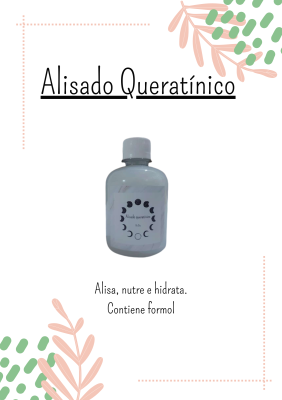 Alisado Queratínico
Alisa, nutre e hidrata.
Contiene formol